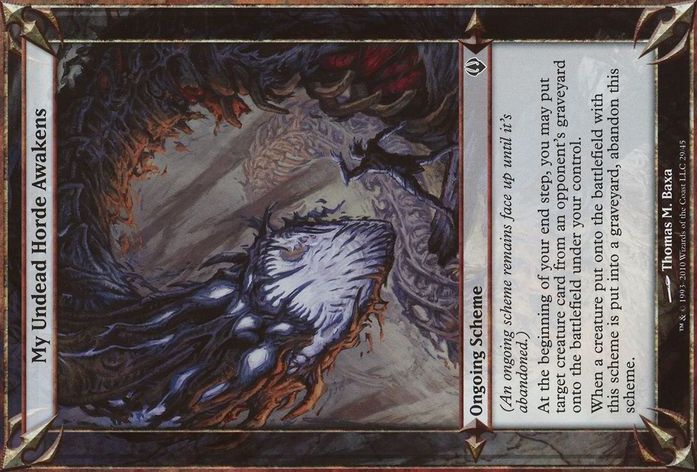 My Undead Horde Awakens
Ongoing Scheme
(An ongoing scheme remains face up until it's
abandoned.)
At the beginning of your end step, you may put
target creature card from an opponent's graveyard
onto the battlefield under your control.
When a creature put onto the battlefield with
this scheme is put into a graveyard, abandon this
scheme.
Thomas M. Baxa
™ & © 1993–2010 Wizards of the Coast LLC 29/45